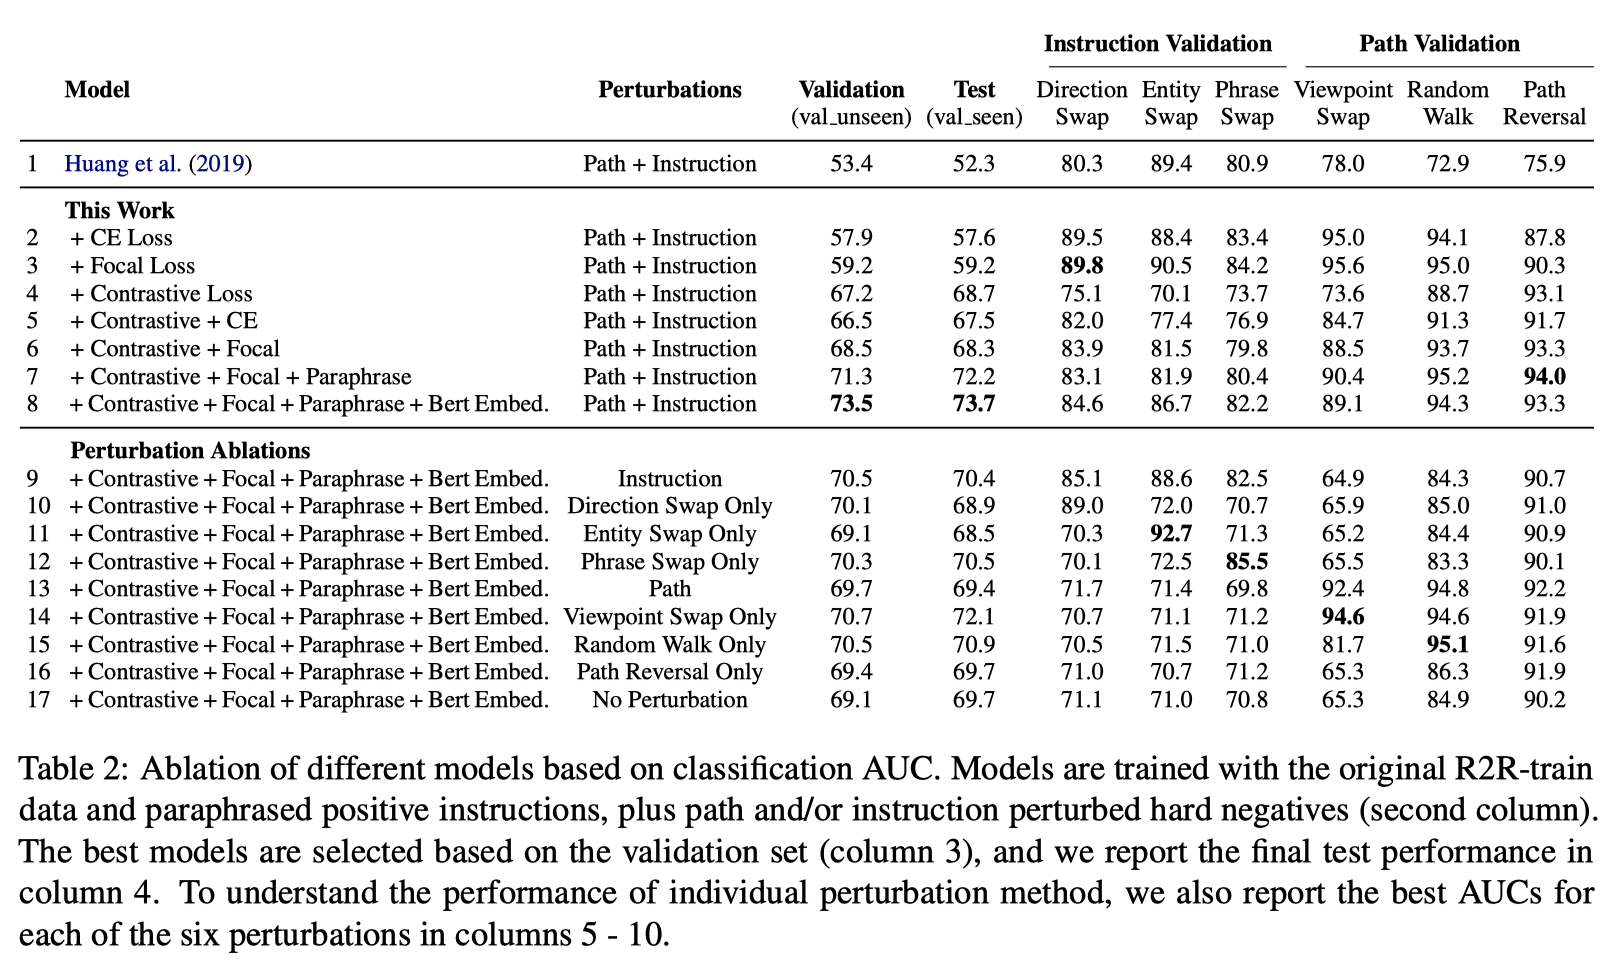 Instruction Validation Path Validation
Model Perturbations Validation Test Direction Entity Phrase Viewpoint Random Path
(val_unseen) (val_seen) Swap Swap Swap Swap Walk Reversal
1 Huang et al. (2019) Path + Instruction 53.4 52.3 80.3 89.4 80.9 78.0 72.9 75.9
This Work
2 + CE Loss Path + Instruction 57.9 57.6 89.5 88.4 83.4 95.0 94.1 87.8
3 + Focal Loss Path + Instruction 59.2 59.2 89.8 90.5 84.2 95.6 95.0 90.3
4 + Contrastive Loss Path + Instruction 67.2 68.7 75.1 70.1 73.7 73.6 88.7 93.1
5 + Contrastive + CE Path + Instruction 66.5 67.5 82.0 77.4 76.9 84.7 91.3 91.7
6 + Contrastive + Focal Path + Instruction 68.5 68.3 83.9 81.5 79.8 88.5 93.7 93.3
7 + Contrastive + Focal + Paraphrase Path + Instruction 71.3 72.2 83.1 81.9 80.4 90.4 95.2 94.0
8 + Contrastive + Focal + Paraphrase + Bert Embed. Path + Instruction 73.5 73.7 84.6 86.7 82.2 89.1 94.3 93.3
Perturbation Ablations
9 + Contrastive + Focal + Paraphrase + Bert Embed. Instruction 70.5 70.4 85.1 88.6 82.5 64.9 84.3 90.7
10 + Contrastive + Focal + Paraphrase + Bert Embed. Direction Swap Only 70.1 68.9 89.0 72.0 70.7 65.9 85.0 91.0
11 + Contrastive + Focal + Paraphrase + Bert Embed. Entity Swap Only 69.1 68.5 70.3 92.7 71.3 65.2 84.4 90.9
12 + Contrastive + Focal + Paraphrase + Bert Embed. Phrase Swap Only 70.3 70.5 70.1 72.5 85.5 65.5 83.3 90.1
13 + Contrastive + Focal + Paraphrase + Bert Embed. Path 69.7 69.4 71.7 71.4 69.8 92.4 94.8 92.2
14 + Contrastive + Focal + Paraphrase + Bert Embed. Viewpoint Swap Only 70.7 72.1 70.7 71.1 71.2 94.6 94.6 91.9
15 + Contrastive + Focal + Paraphrase + Bert Embed. Random Walk Only 70.5 70.9 70.5 71.5 71.0 81.7 95.1 91.6
16 + Contrastive + Focal + Paraphrase + Bert Embed. Path Reversal Only 69.4 69.7 71.0 70.7 71.2 65.3 86.3 91.9
17 + Contrastive + Focal + Paraphrase + Bert Embed. No Perturbation 69.1 69.7 71.1 71.0 70.8 65.3 84.9 90.2
Table 2: Ablation of different models based on classification AUC. Models are trained with the original R2R-train
data and paraphrased positive instructions, plus path and/or instruction perturbed hard negatives (second column).
The best models are selected based on the validation set (column 3), and we report the final test performance in
column 4. To understand the performance of individual perturbation method, we also report the best AUCs for
each of the six perturbations in columns 5 - 10.